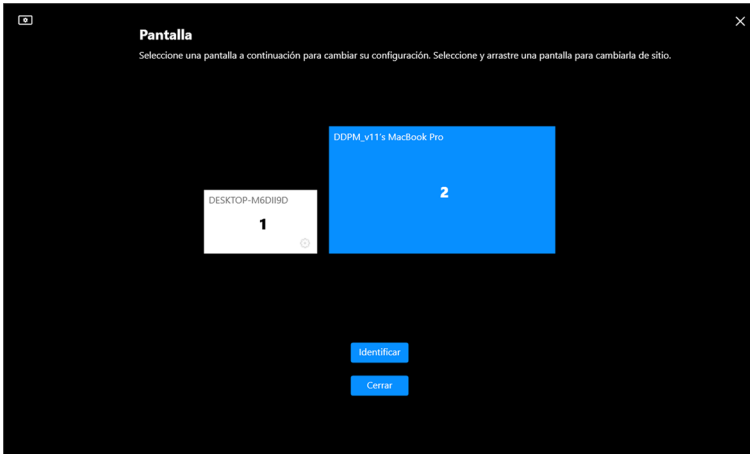 Pantalla
Seleccione una pantalla a continuación para cambiar su configuración. Seleccione y arrastre una pantalla para cambiarla de sitio.
DDPM_v11's MacBook Pro
2
DESKTOP-M6DII9D
1
Identificar
Cerrar